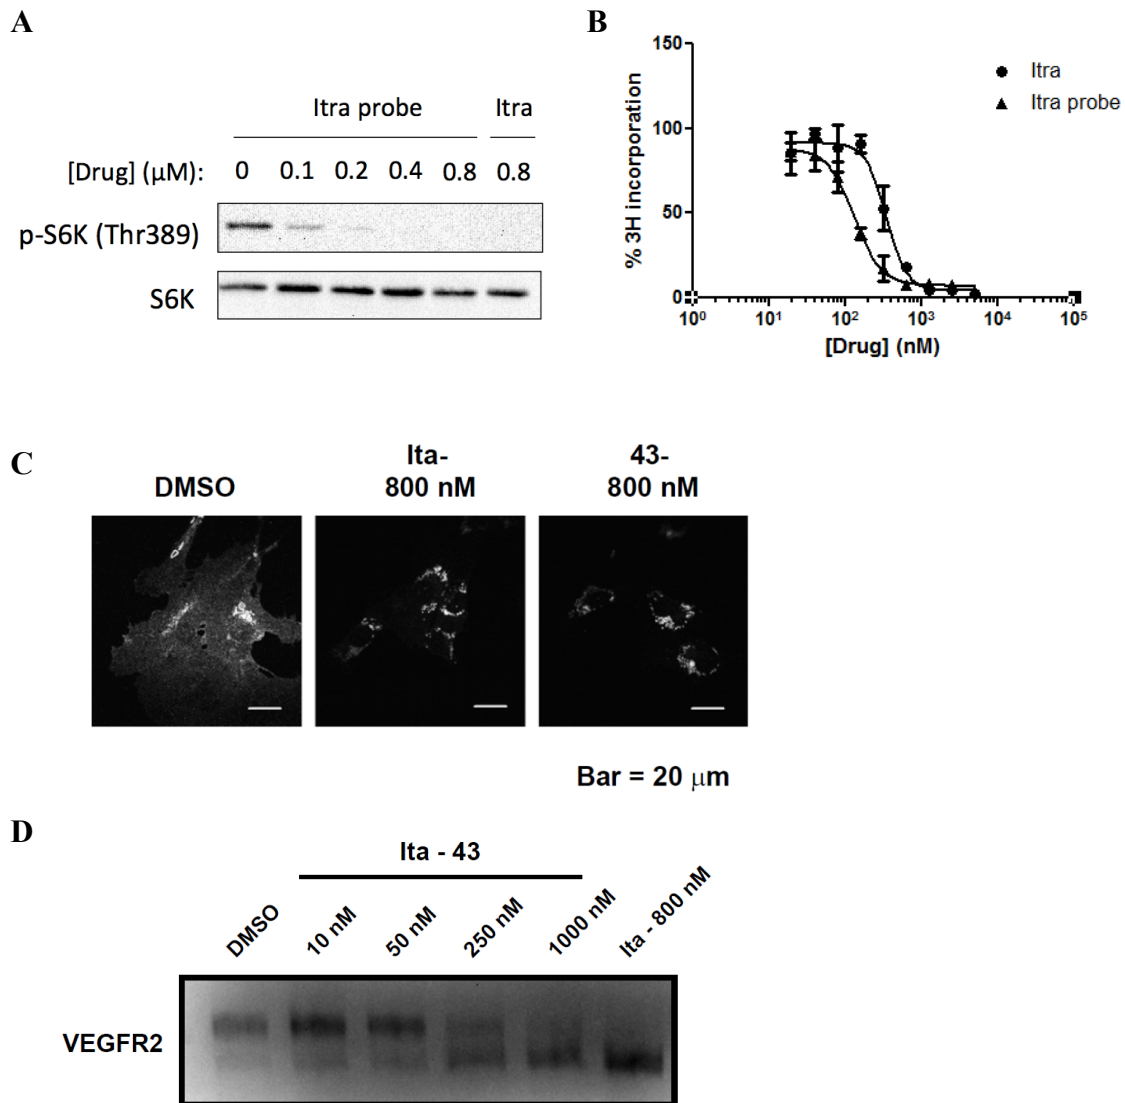 A
Itra probe
Itra
[Drug] (µM):
0
0.1
0.2
0.4
0.8
0.8
p-S6K (Thr389)
S6K
B
150
100
50
0
% 3H incorporation
Itra
Itra probe
10⁰
10¹
10²
10³
10⁴
10⁵
[Drug] (nM)
C
DMSO
Ita-
800 nM
43-
800 nM
Bar = 20 µm
D
Ita - 43
DMSO
10 nM
50 nM
250 nM
1000 nM
Ita - 800 nM
VEGFR2